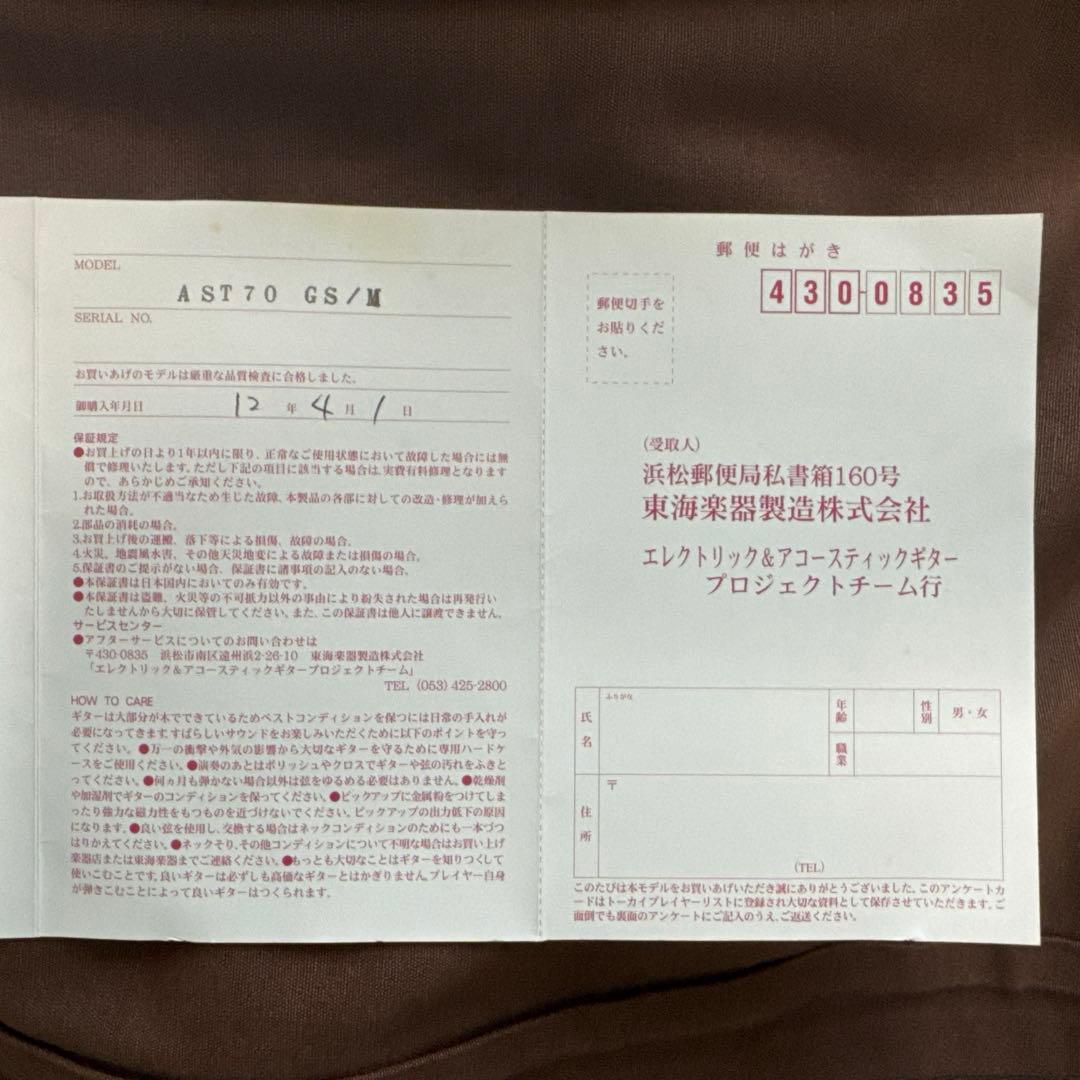 MODEL
AST70 GS/M
SERIAL NO.
お買いあげのモデルは厳重な品質検査に合格しました。
御購入年月日 12 年 4 月 1 日
保証規定
●お買上げの日より1年以内に限り、正常なご使用状態において故障した場合には無
償で修理いたします。ただし下記の項目に該当する場合は、実費有料修理となります
ので、あらかじめご承知ください。
1.お取扱方法が不適当なため生じた故障、本製品の各部に対しての改造・修理が加えら
れた場合。
2.部品の消耗の場合。
3.お買上げ後の運搬、落下等による損傷、故障の場合。
4.火災、地震風水害、その他天災地変による故障または損傷の場合。
5.保証書のご提示がない場合、保証書に諸事項の記入のない場合。
●本保証書は日本国内においてのみ有効です。
●本保証書は盗難、火災等の不可抗力以外の事由により紛失された場合は再発行い
たしませんから大切に保管してください。また、この保証書は他人に譲渡できません。
サービスセンター
●アフターサービスについてのお問い合わせは
〒430-0835 浜松市南区遠州浜2-26-10 東海楽器製造株式会社
「エレクトリック&アコースティックギタープロジェクトチーム」
TEL (053) 425-2800
HOW TO CARE
ギターは大部分が木でできているためベストコンディションを保つには日常の手入れが
必要になってきます。すばらしいサウンドをお楽しみいただくために以下のポイントを守っ
てください。●万一の衝撃や外気の影響から大切なギターを守るために専用ハードケ
ースをご使用ください。●演奏のあとはポリッシュやクロスでギターや弦の汚れをふきと
ってください。●何ヵ月も弾かない場合以外は弦をゆるめる必要はありません。●乾燥剤
や加湿剤でギターのコンディションを保ってください。●ピックアップに金属粉をつけてしま
ったり強力な磁力性をもつものを近づけないでください。ピックアップの出力低下の原因
になります。●良い弦を使用し、交換する場合はネックコンディションのためにも一本づつ
はりかえてください。●ネックそり、その他コンディションについて不明な場合はお買い上げ
楽器店または東海楽器までご連絡ください。●もっとも大切なことはギターを知りつくして
使いこむことです。良いギターは必ずしも高価なギターとはかぎりません。プレイヤー自身
が弾きこむことによって良いギターはつくられます。
郵便はがき
430-0835
郵便切手を
お貼りくだ
さい。
(受取人)
浜松郵便局私書箱160号
東海楽器製造株式会社
エレクトリック&アコースティックギター
プロジェクトチーム行
ふりがな
氏名
年齢
性別
男・女
職業
〒
住所
(TEL)
このたびは本モデルをお買いあげいただき誠にありがとうございました。このアンケートカ
ードはトーカイプレイヤーリストに登録され大切な資料として保存させていただきます。ご
面倒でも裏面のアンケートにご記入のうえ、ご返送ください。